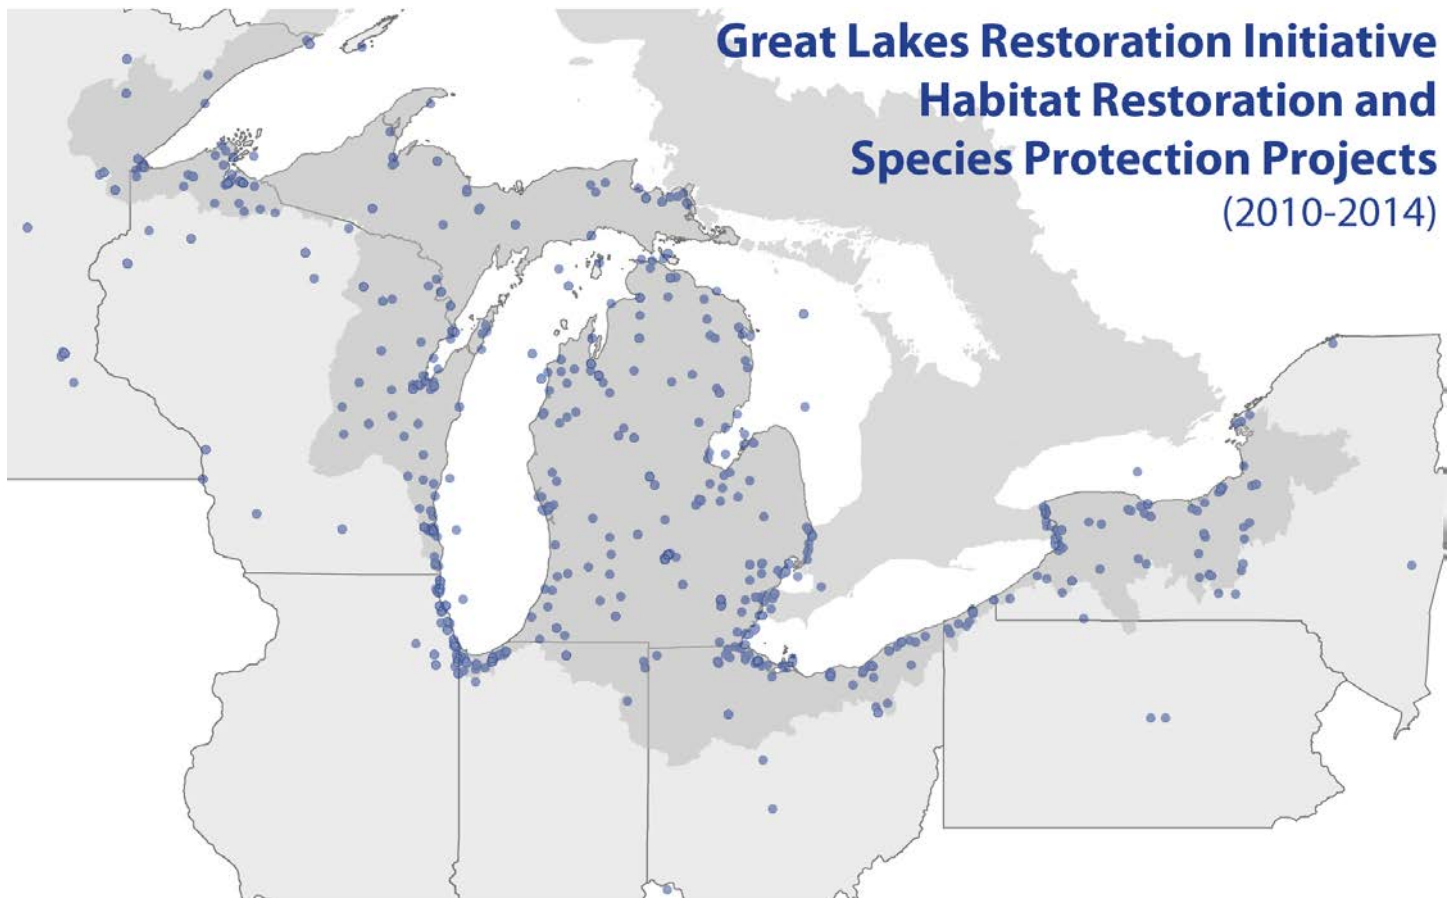 Great Lakes Restoration Initiative
Habitat Restoration and
Species Protection Projects
(2010-2014)